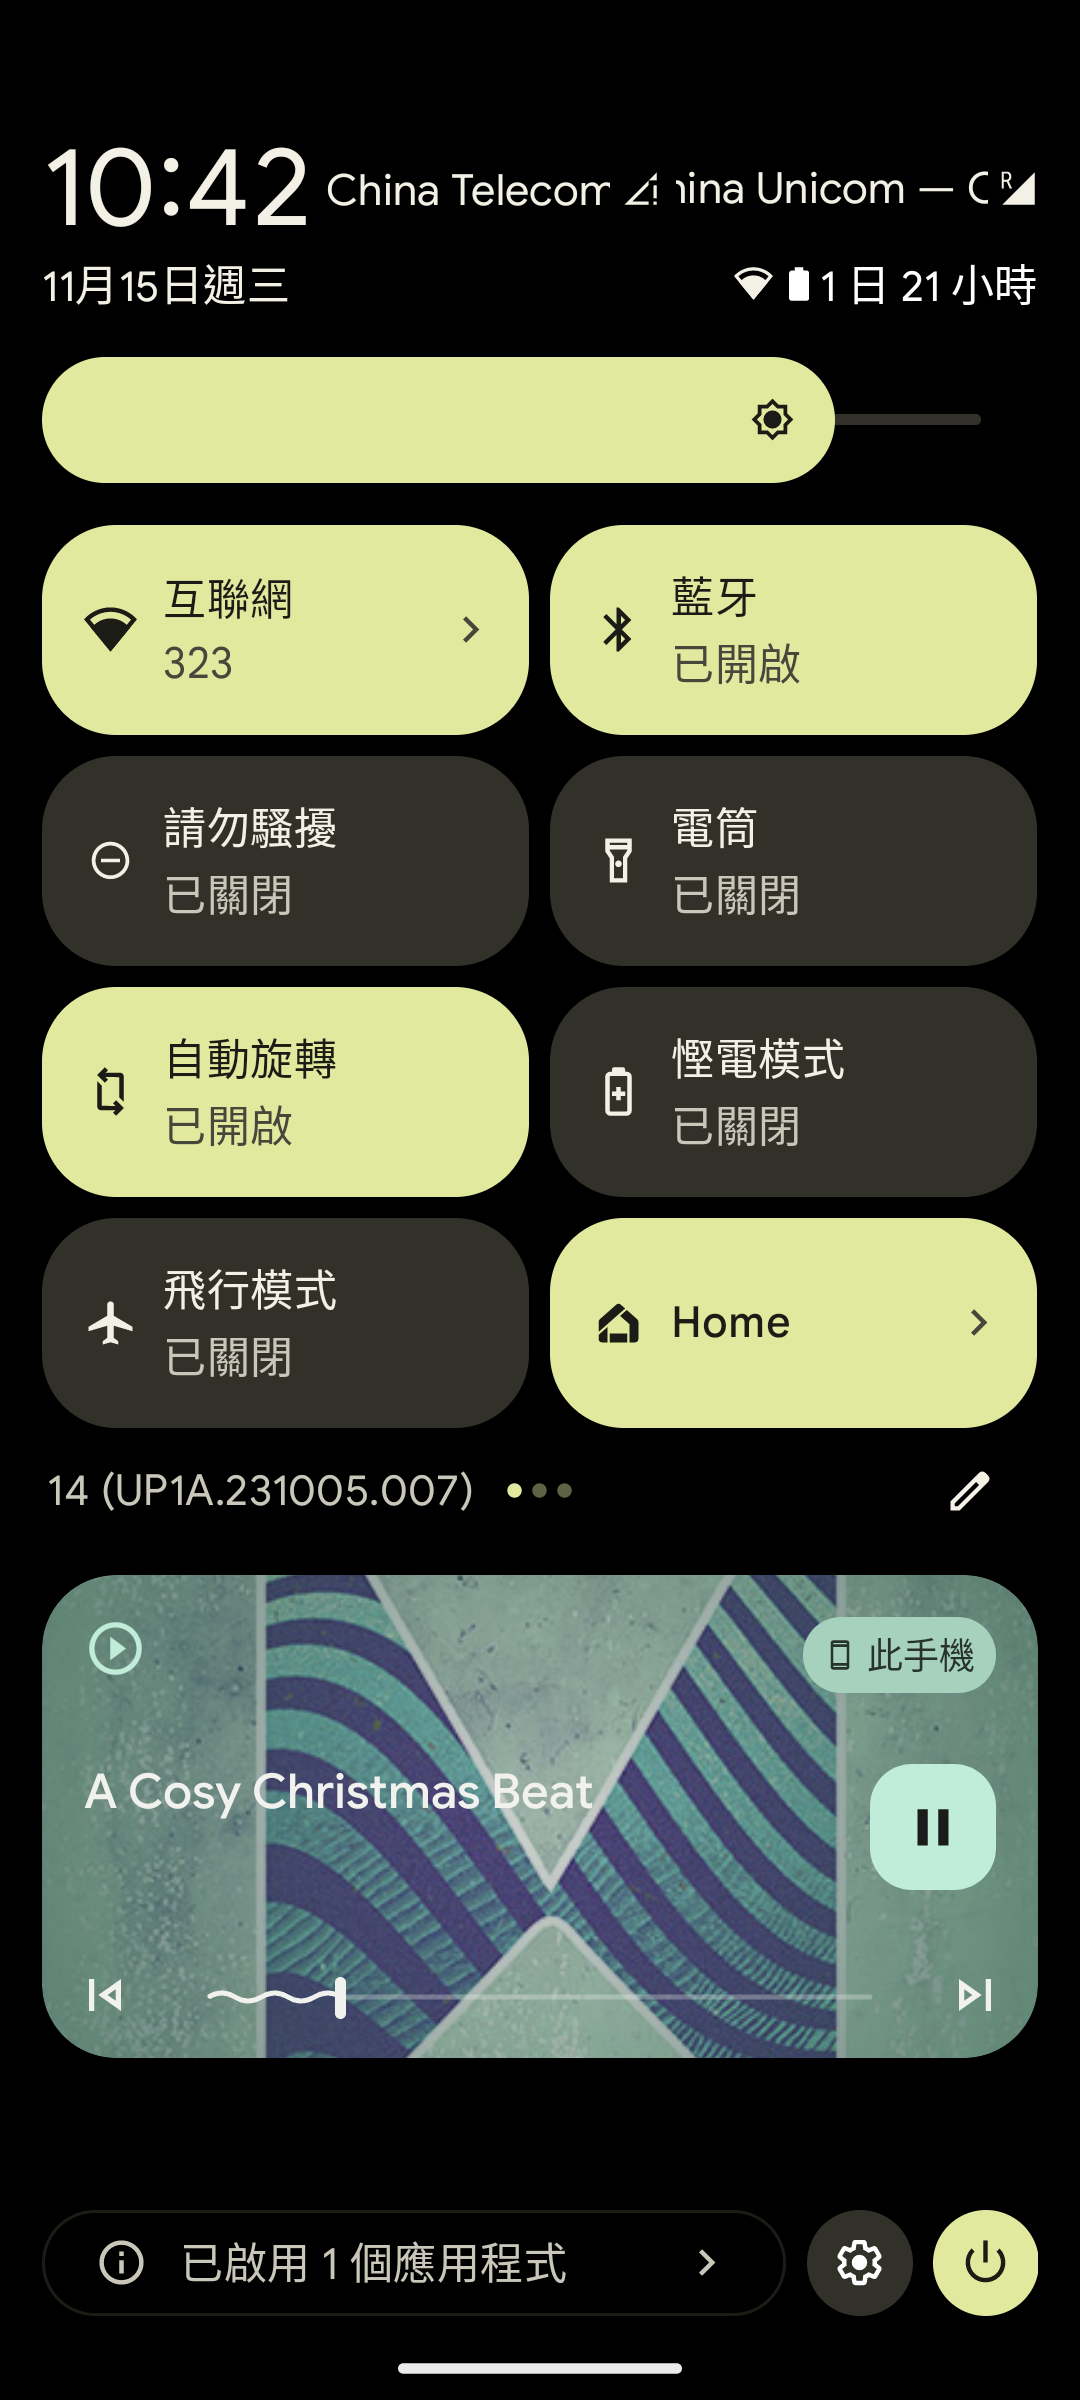 10:42 China Telecom ina Unicom — R
11月15日週三 1 日 21 小時
互聯網
323
藍牙
已開啟
請勿騷擾
已關閉
電筒
已關閉
自動旋轉
已開啟
慳電模式
已關閉
飛行模式
已關閉
Home
14 (UP1A.231005.007)
此手機
A Cosy Christmas Beat
已啟用 1 個應用程式